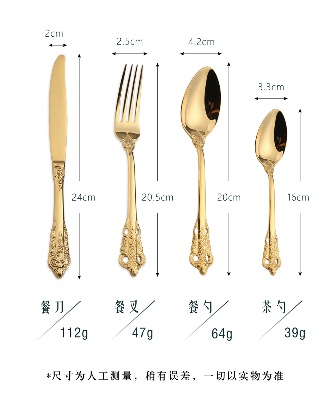 2cm
2.5cm
4.2cm
3.3cm
24cm
20.5cm
20cm
16cm
餐刀
餐叉
餐勺
茶勺
112g
47g
64g
39g
*尺寸为人工测量，稍有误差，一切以实物为准